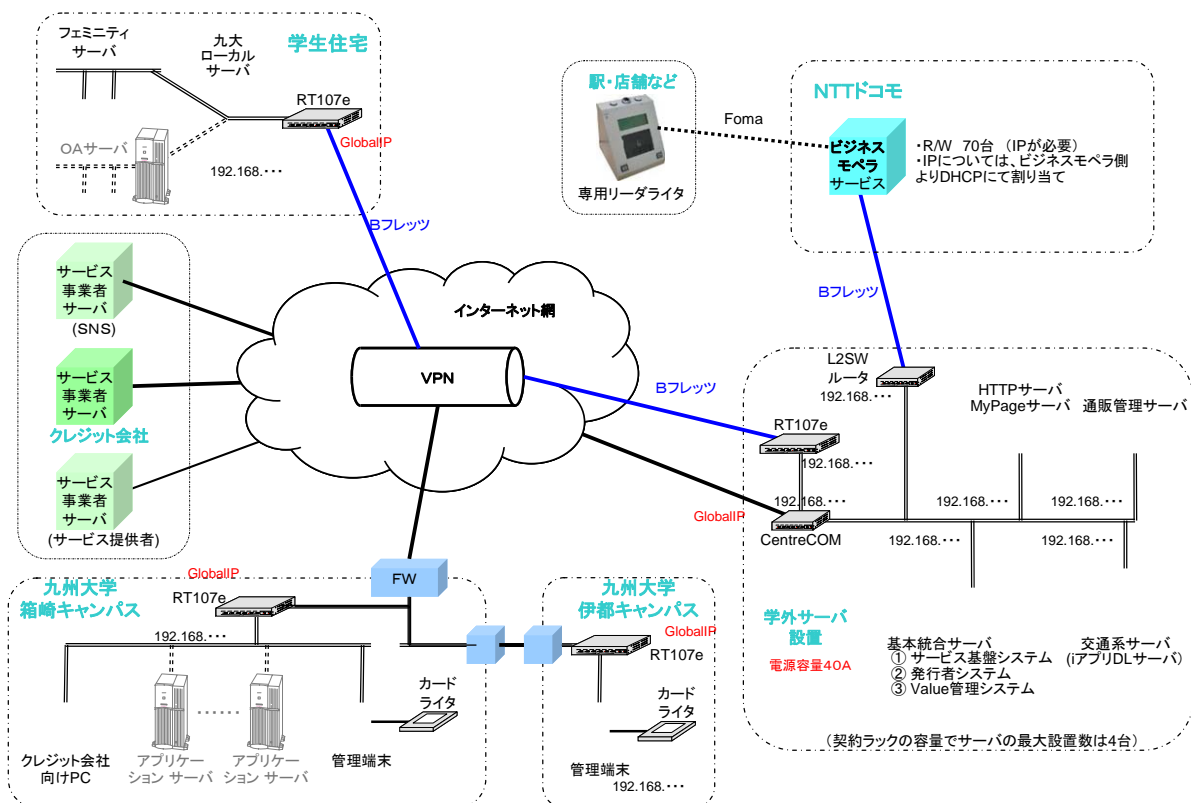 フェミニティ
サーバ
九大
ローカル
サーバ
学生住宅
RT107e
GlobalIP
OAサーバ
192.168.・・・
Bフレッツ
駅・店舗など
専用リーダライタ
Foma
NTTドコモ
ビジネス
モペラ
サービス
・R/W 70台 (IPが必要)
・IPについては、ビジネスモペラ側
よりDHCPにて割り当て
Bフレッツ
サービス
事業者
サーバ
(SNS)
サービス
事業者
サーバ
クレジット会社
サービス
事業者
サーバ
(サービス提供者)
インターネット網
VPN
Bフレッツ
L2SW
ルータ
192.168.・・・
HTTPサーバ
MyPageサーバ
通販管理サーバ
RT107e
192.168.・・・
192.168.・・・
GlobalIP
CentreCOM
192.168.・・・
192.168.・・・
192.168.・・・
192.168.・・・
学外サーバ
設置
電源容量40A
基本統合サーバ
① サービス基盤システム
② 発行者システム
③ Value管理システム
交通系サーバ
(iアプリDLサーバ)
(契約ラックの容量でサーバの最大設置数は4台)
九州大学
箱崎キャンパス
GlobalIP
RT107e
192.168.・・・
FW
カード
ライタ
クレジット会社
向けPC
アプリケー
ション サーバ
アプリケー
ション サーバ
管理端末
九州大学
伊都キャンパス
GlobalIP
RT107e
カード
ライタ
管理端末
192.168.・・・